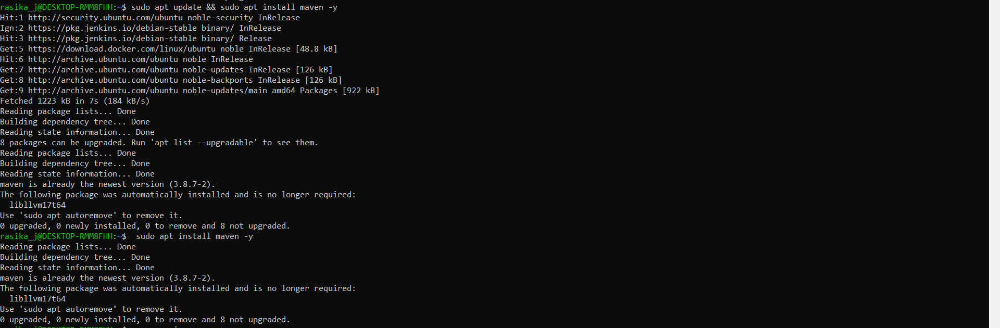 rasika_j@DESKTOP-RMM8FHH:~$ sudo apt update && sudo apt install maven -y
Hit:1 http://security.ubuntu.com/ubuntu noble-security InRelease
Ign:2 https://pkg.jenkins.io/debian-stable binary/ InRelease
Hit:3 https://pkg.jenkins.io/debian-stable binary/ Release
Get:5 https://download.docker.com/linux/ubuntu noble InRelease [48.8 kB]
Hit:6 http://archive.ubuntu.com/ubuntu noble InRelease
Get:7 http://archive.ubuntu.com/ubuntu noble-updates InRelease [126 kB]
Get:8 http://archive.ubuntu.com/ubuntu noble-backports InRelease [126 kB]
Get:9 http://archive.ubuntu.com/ubuntu noble-updates/main amd64 Packages [922 kB]
Fetched 1223 kB in 7s (184 kB/s)
Reading package lists... Done
Building dependency tree... Done
Reading state information... Done
8 packages can be upgraded. Run 'apt list --upgradable' to see them.
Reading package lists... Done
Building dependency tree... Done
Reading state information... Done
maven is already the newest version (3.8.7-2).
The following package was automatically installed and is no longer required:
  libllvm17t64
Use 'sudo apt autoremove' to remove it.
0 upgraded, 0 newly installed, 0 to remove and 8 not upgraded.
rasika_j@DESKTOP-RMM8FHH:~$  sudo apt install maven -y
Reading package lists... Done
Building dependency tree... Done
Reading state information... Done
maven is already the newest version (3.8.7-2).
The following package was automatically installed and is no longer required:
  libllvm17t64
Use 'sudo apt autoremove' to remove it.
0 upgraded, 0 newly installed, 0 to remove and 8 not upgraded.